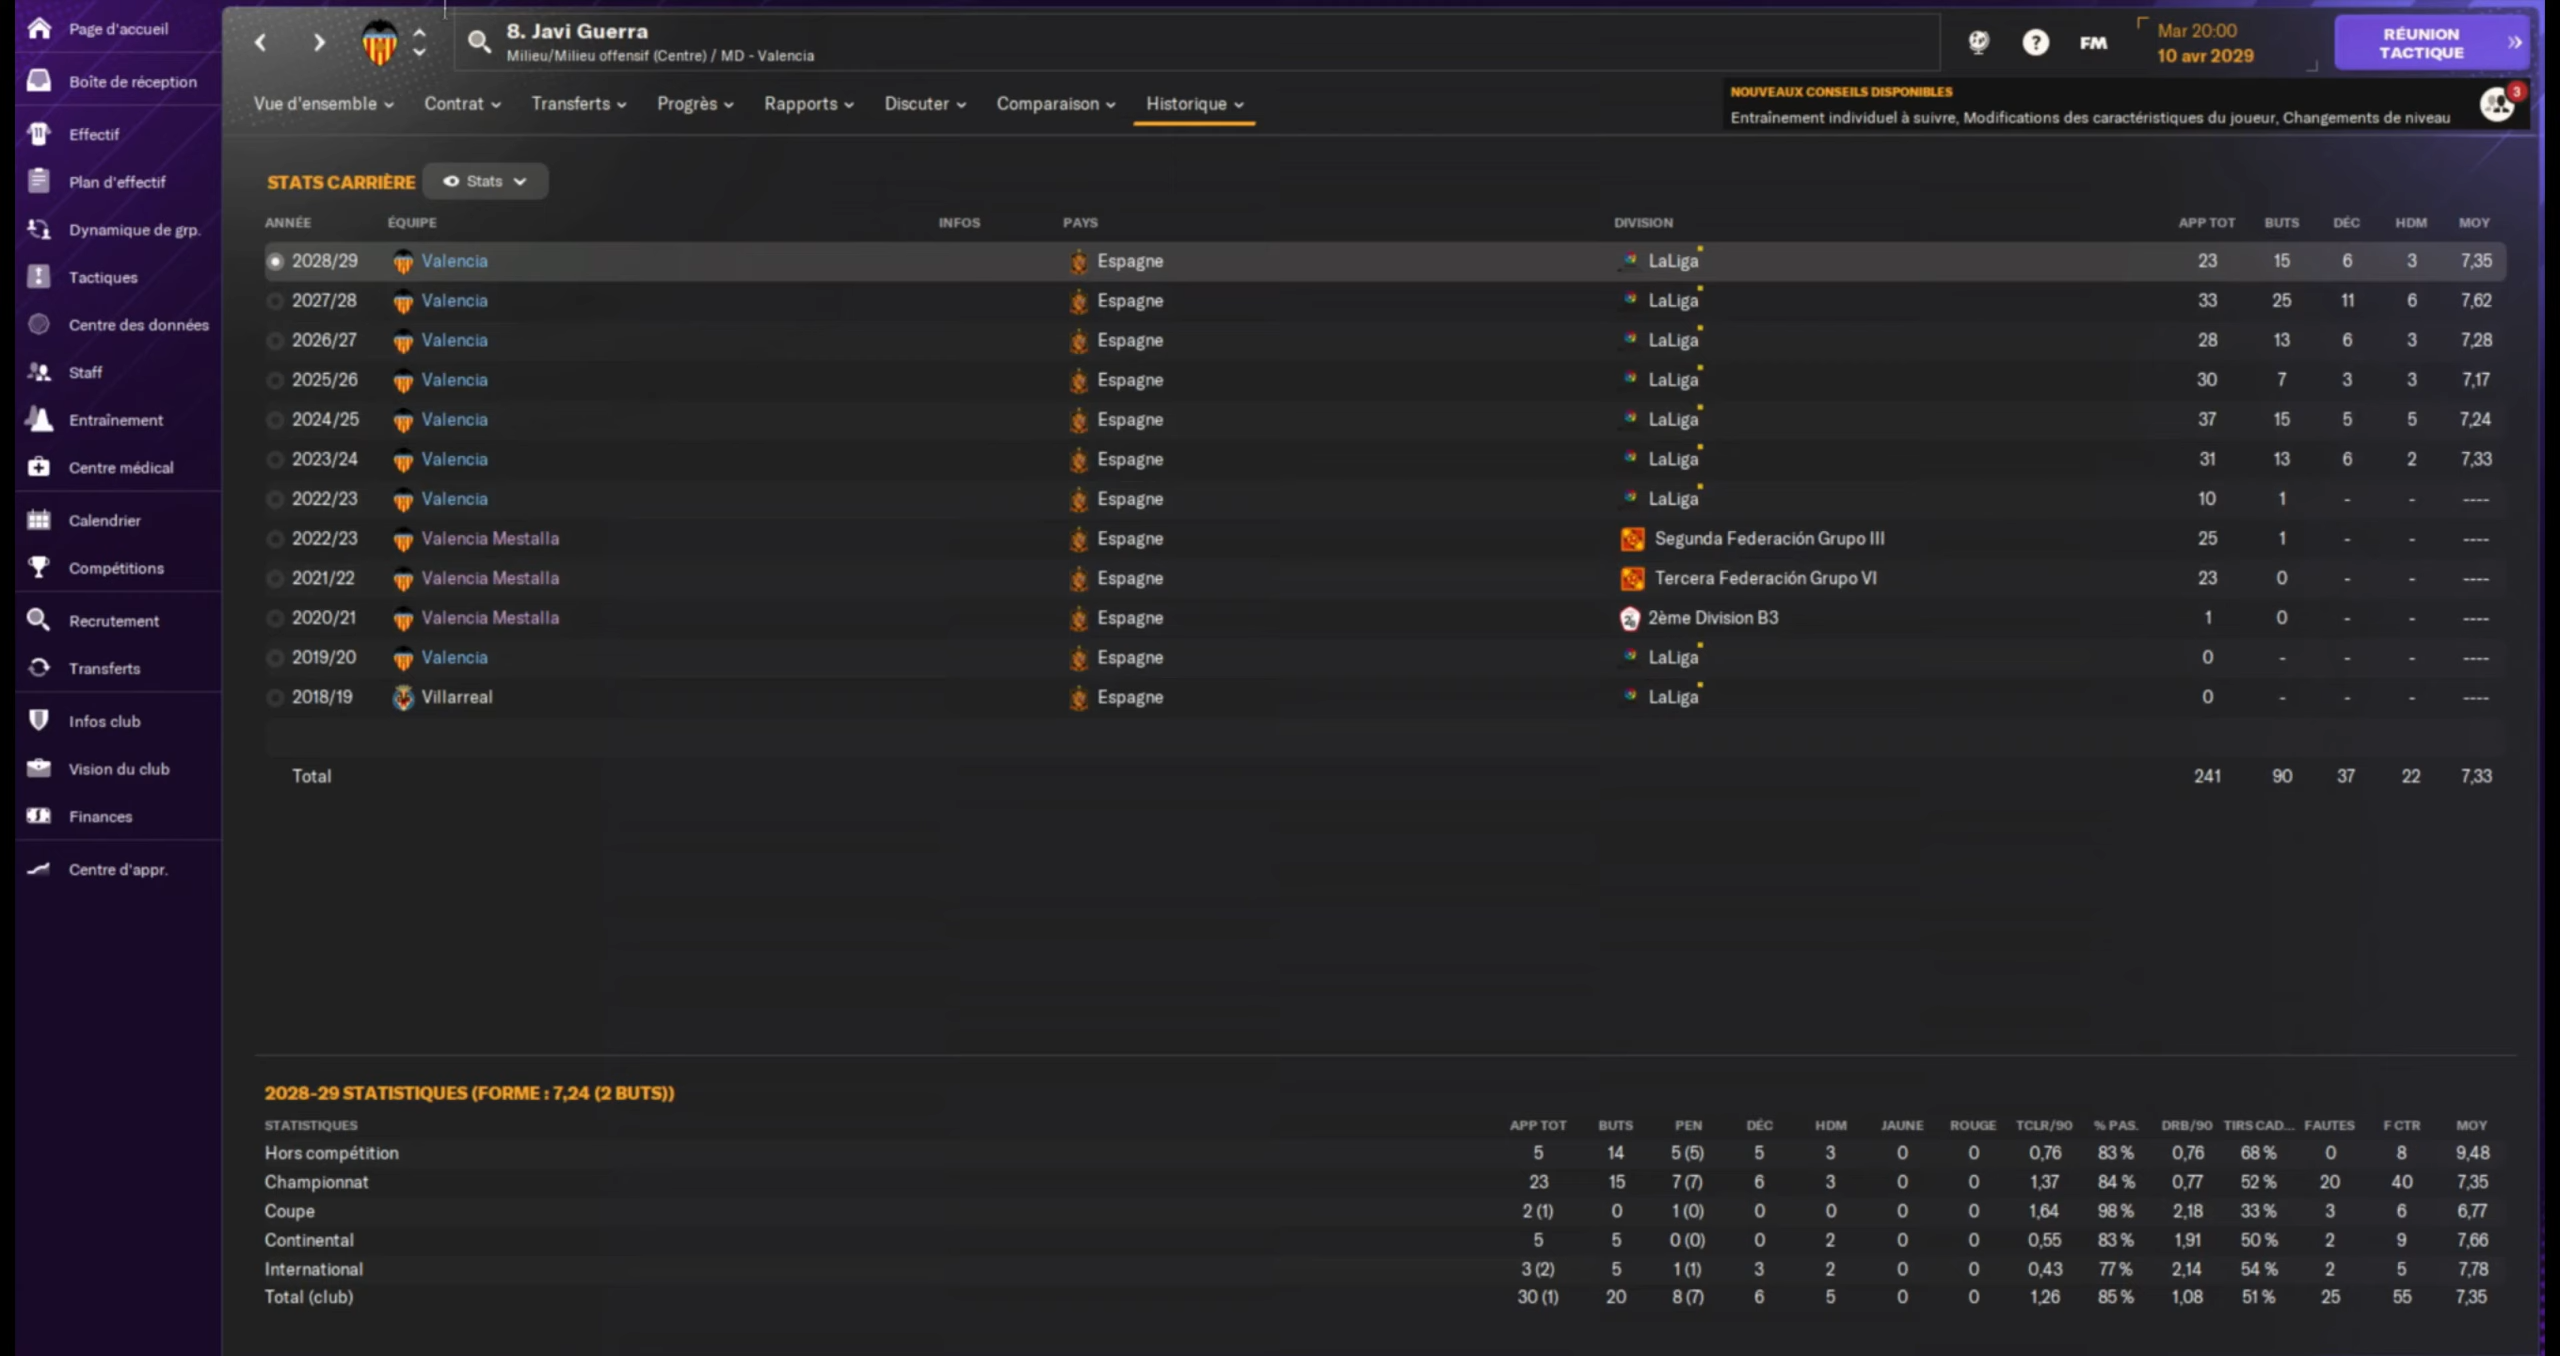 Page d'accueil
Boîte de réception
Effectif
Plan d'effectif
Dynamique de grp.
Tactiques
Centre des données
Staff
Entraînement
Centre médical
Calendrier
Compétitions
Recrutement
Transferts
Infos club
Vision du club
Finances
Centre d'appr.
8. Javi Guerra
Milieu/Milieu offensif (Centre) / MD - Valencia
? FM
Mar 20:00
10 avr 2029
RÉUNION
TACTIQUE
Vue d'ensemble Contrat Transferts Progrès Rapports Discuter Comparaison Historique
NOUVEAUX CONSEILS DISPONIBLES
Entraînement individuel à suivre, Modifications des caractéristiques du joueur, Changements de niveau
3
STATS CARRIÈRE Stats
ANNÉE ÉQUIPE INFOS PAYS DIVISION APP TOT BUTS DÉC HDM MOY
2028/29 Valencia Espagne LaLiga 23 15 6 3 7,35
2027/28 Valencia Espagne LaLiga 33 25 11 6 7,62
2026/27 Valencia Espagne LaLiga 28 13 6 3 7,28
2025/26 Valencia Espagne LaLiga 30 7 3 3 7,17
2024/25 Valencia Espagne LaLiga 37 15 5 5 7,24
2023/24 Valencia Espagne LaLiga 31 13 6 2 7,33
2022/23 Valencia Espagne LaLiga 10 1 - - ----
2022/23 Valencia Mestalla Espagne Segunda Federación Grupo III 25 1 - - ----
2021/22 Valencia Mestalla Espagne Tercera Federación Grupo VI 23 0 - - ----
2020/21 Valencia Mestalla Espagne 2ème Division B3 1 0 - - ----
2019/20 Valencia Espagne LaLiga 0 - - - ----
2018/19 Villarreal Espagne LaLiga 0 - - - ----
Total 241 90 37 22 7,33
2028-29 STATISTIQUES (FORME : 7,24 (2 BUTS))
STATISTIQUES APP TOT BUTS PEN DÉC HDM JAUNE ROUGE TCLR/90 % PAS. DRB/90 TIRS CAD... FAUTES F CTR MOY
Hors compétition 5 14 5 (5) 5 3 0 0 0,76 83 % 0,76 68 % 0 8 9,48
Championnat 23 15 7 (7) 6 3 0 0 1,37 84 % 0,77 52 % 20 40 7,35
Coupe 2 (1) 0 1 (0) 0 0 0 0 1,64 98 % 2,18 33 % 3 6 6,77
Continental 5 5 0 (0) 0 2 0 0 0,55 83 % 1,91 50 % 2 9 7,66
International 3 (2) 5 1 (1) 3 2 0 0 0,43 77 % 2,14 54 % 2 5 7,78
Total (club) 30 (1) 20 8 (7) 6 5 0 0 1,26 85 % 1,08 51 % 25 55 7,35